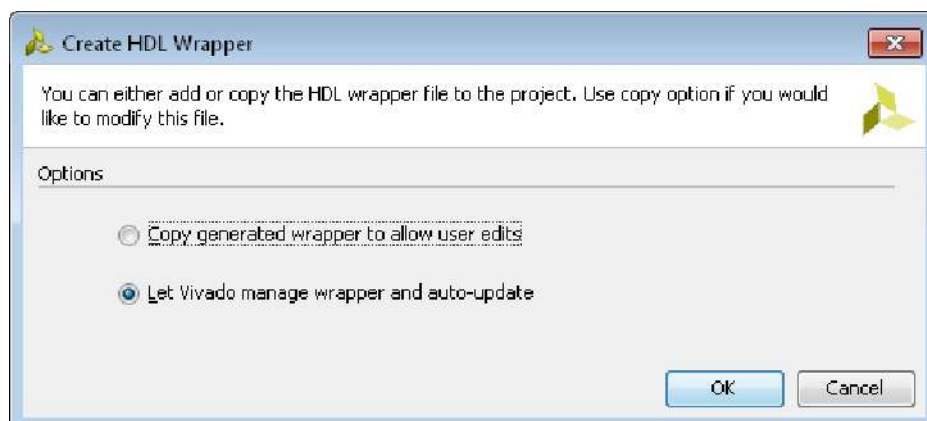 Create HDL Wrapper
You can either add or copy the HDL wrapper file to the project. Use copy option if you would
like to modify this file.
Options
Copy generated wrapper to allow user edits
Let Vivado manage wrapper and auto-update
OK
Cancel